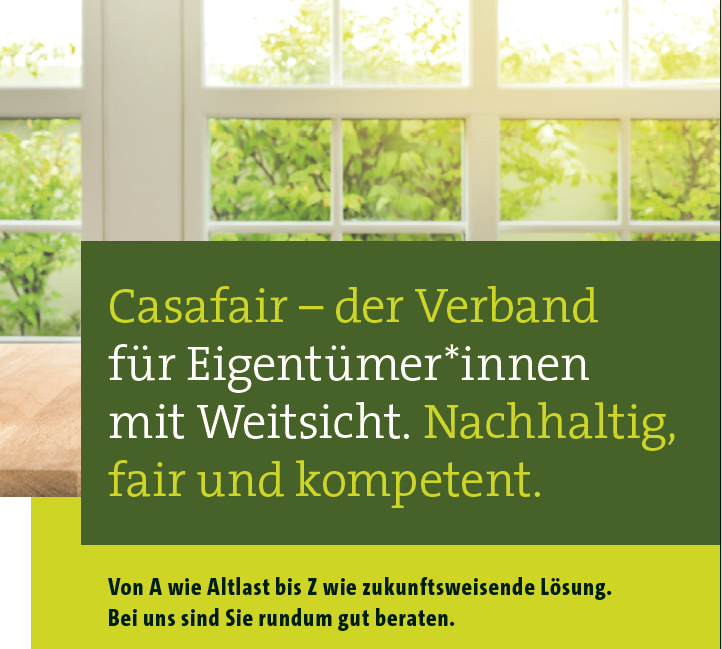 Casafair – der Verband
für Eigentümer*innen
mit Weitsicht. Nachhaltig,
fair und kompetent.
Von A wie Altlast bis Z wie zukunftsweisende Lösung.
Bei uns sind Sie rundum gut beraten.